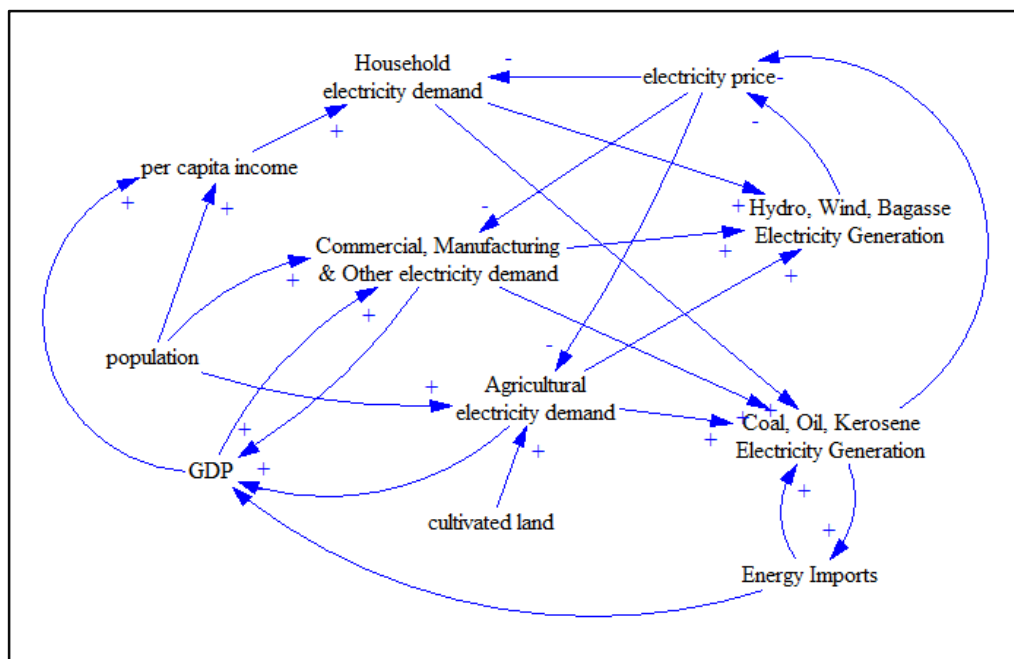 Household
electricity demand
-
electricity price-
-
+
per capita income
+
+
-
+
Hydro, Wind, Bagasse
Electricity Generation
Commercial, Manufacturing
& Other electricity demand
+
+
+
+
population
-
Agricultural
electricity demand
+
+
+
+
Coal, Oil, Kerosene
Electricity Generation
+
+
GDP
+
+
cultivated land
+
+
Energy Imports